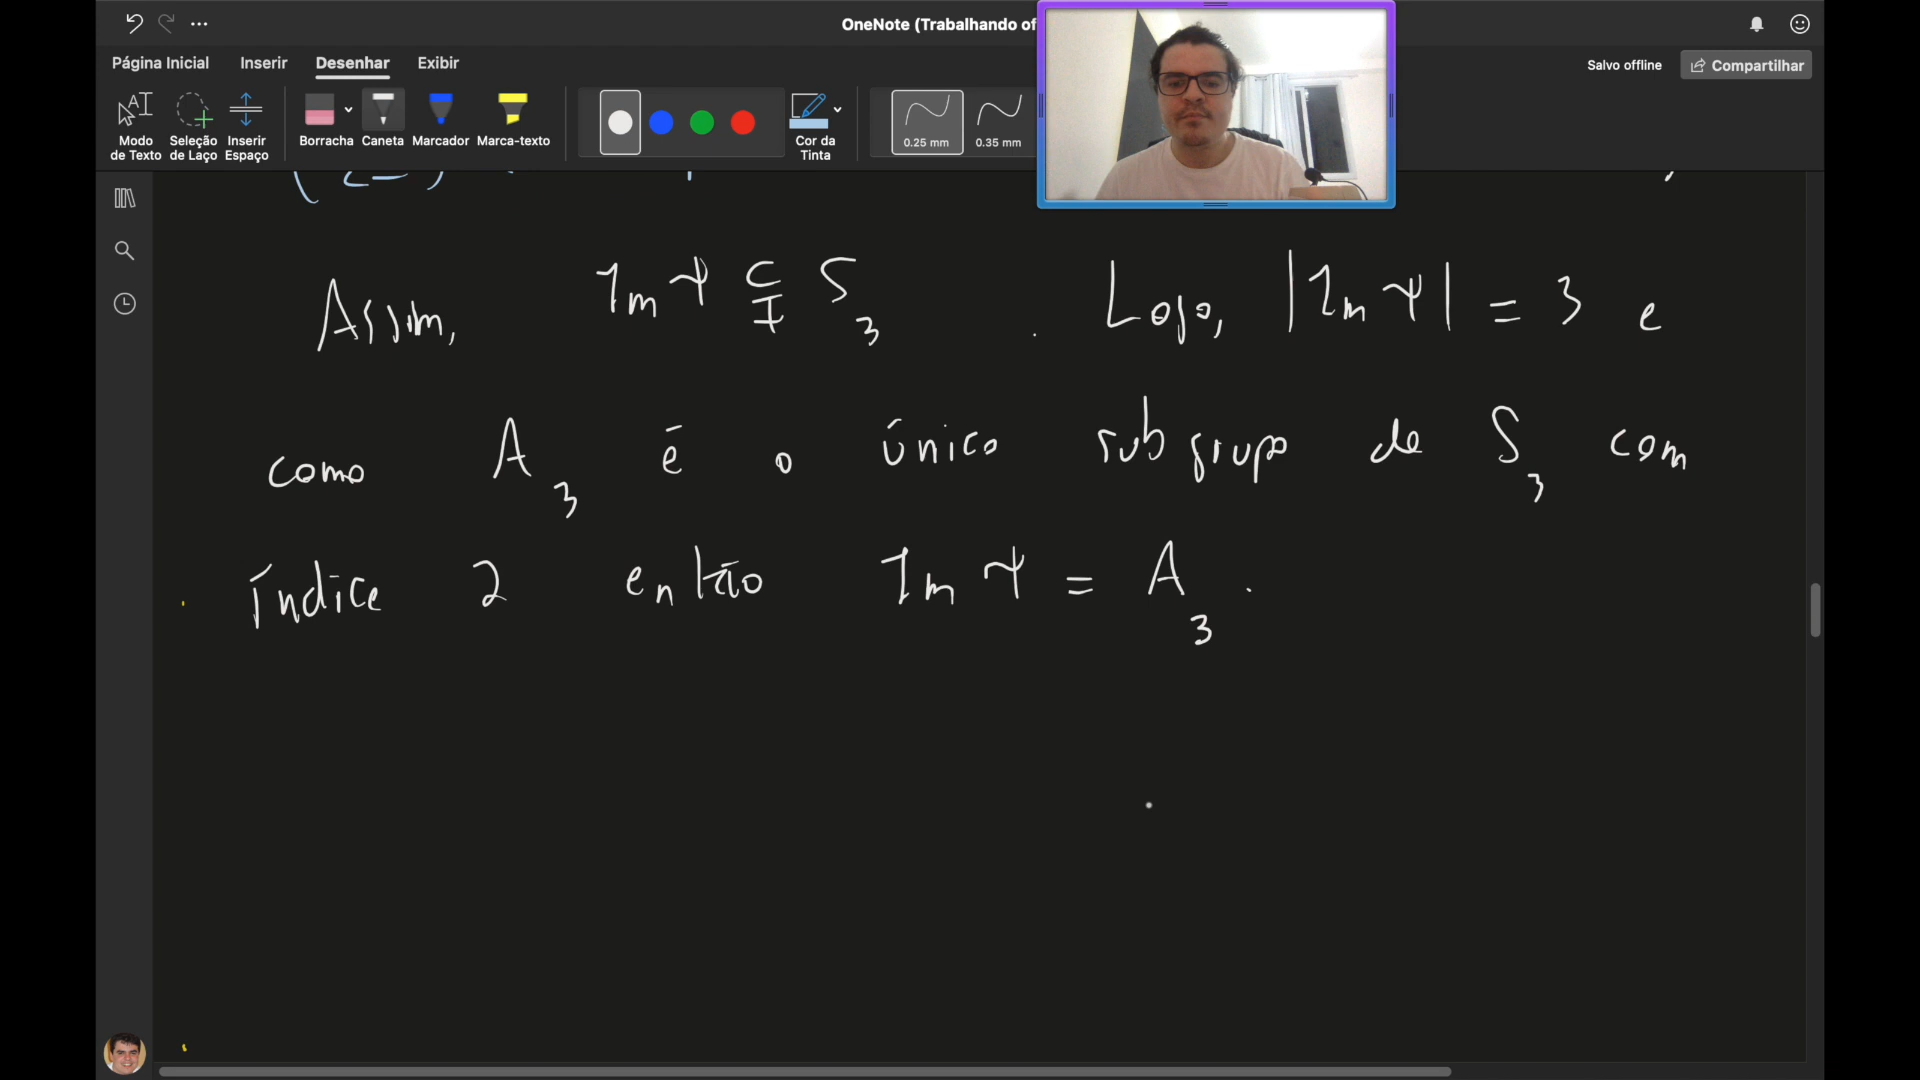 OneNote (Trabalhando of
Página Inicial Inserir Desenhar Exibir
Salvo offline Compartilhar
Modo de Texto Seleção de Laço Inserir Espaço Borracha Caneta Marcador Marca-texto Cor da Tinta 0.25 mm 0.35 mm
Assim, Im Ψ ⊊ S₃. Logo, |Im Ψ| = 3 e
como A₃ é o único subgrupo de S₃ com
índice 2 então Im Ψ = A₃.